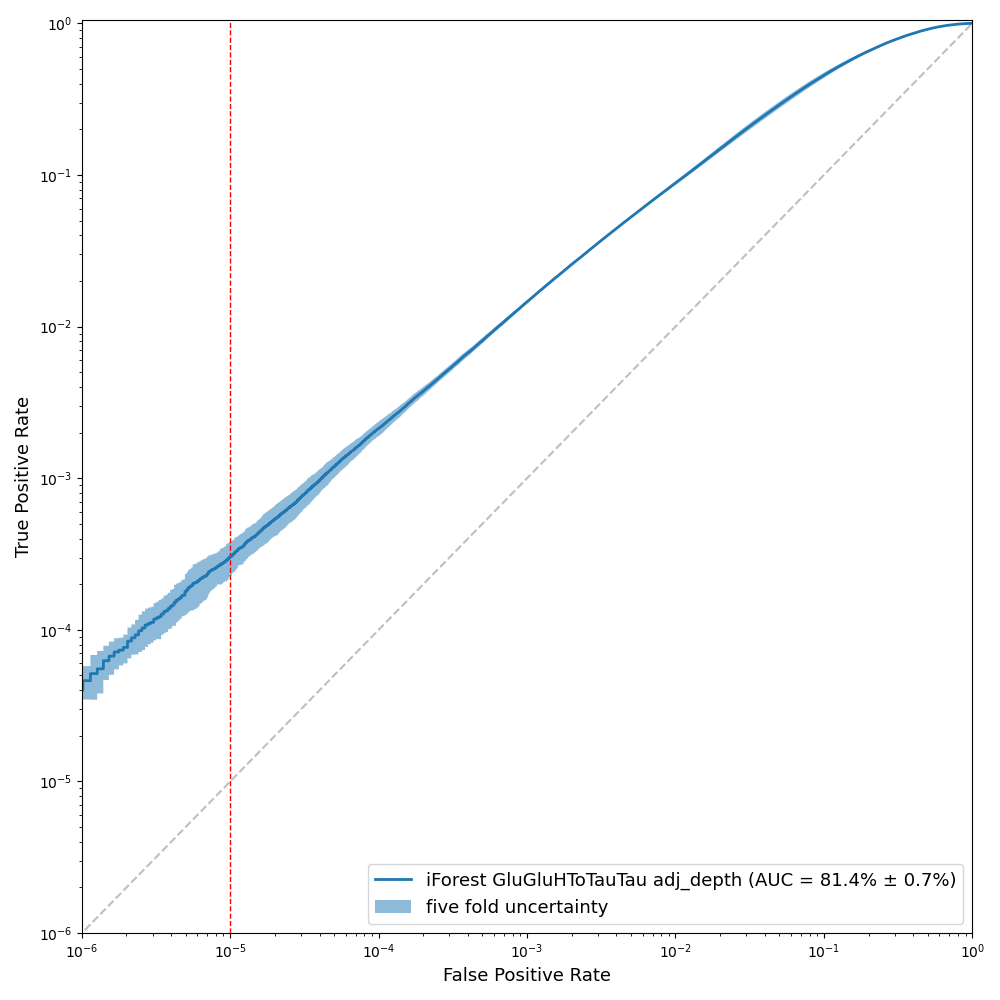 10⁰
10⁻¹
10⁻²
10⁻³
10⁻⁴
10⁻⁵
10⁻⁶
True Positive Rate
iForest GluGluHToTauTau adj_depth (AUC = 81.4% ± 0.7%)
five fold uncertainty
10⁻⁶ 10⁻⁵ 10⁻⁴ 10⁻³ 10⁻² 10⁻¹ 10⁰
False Positive Rate